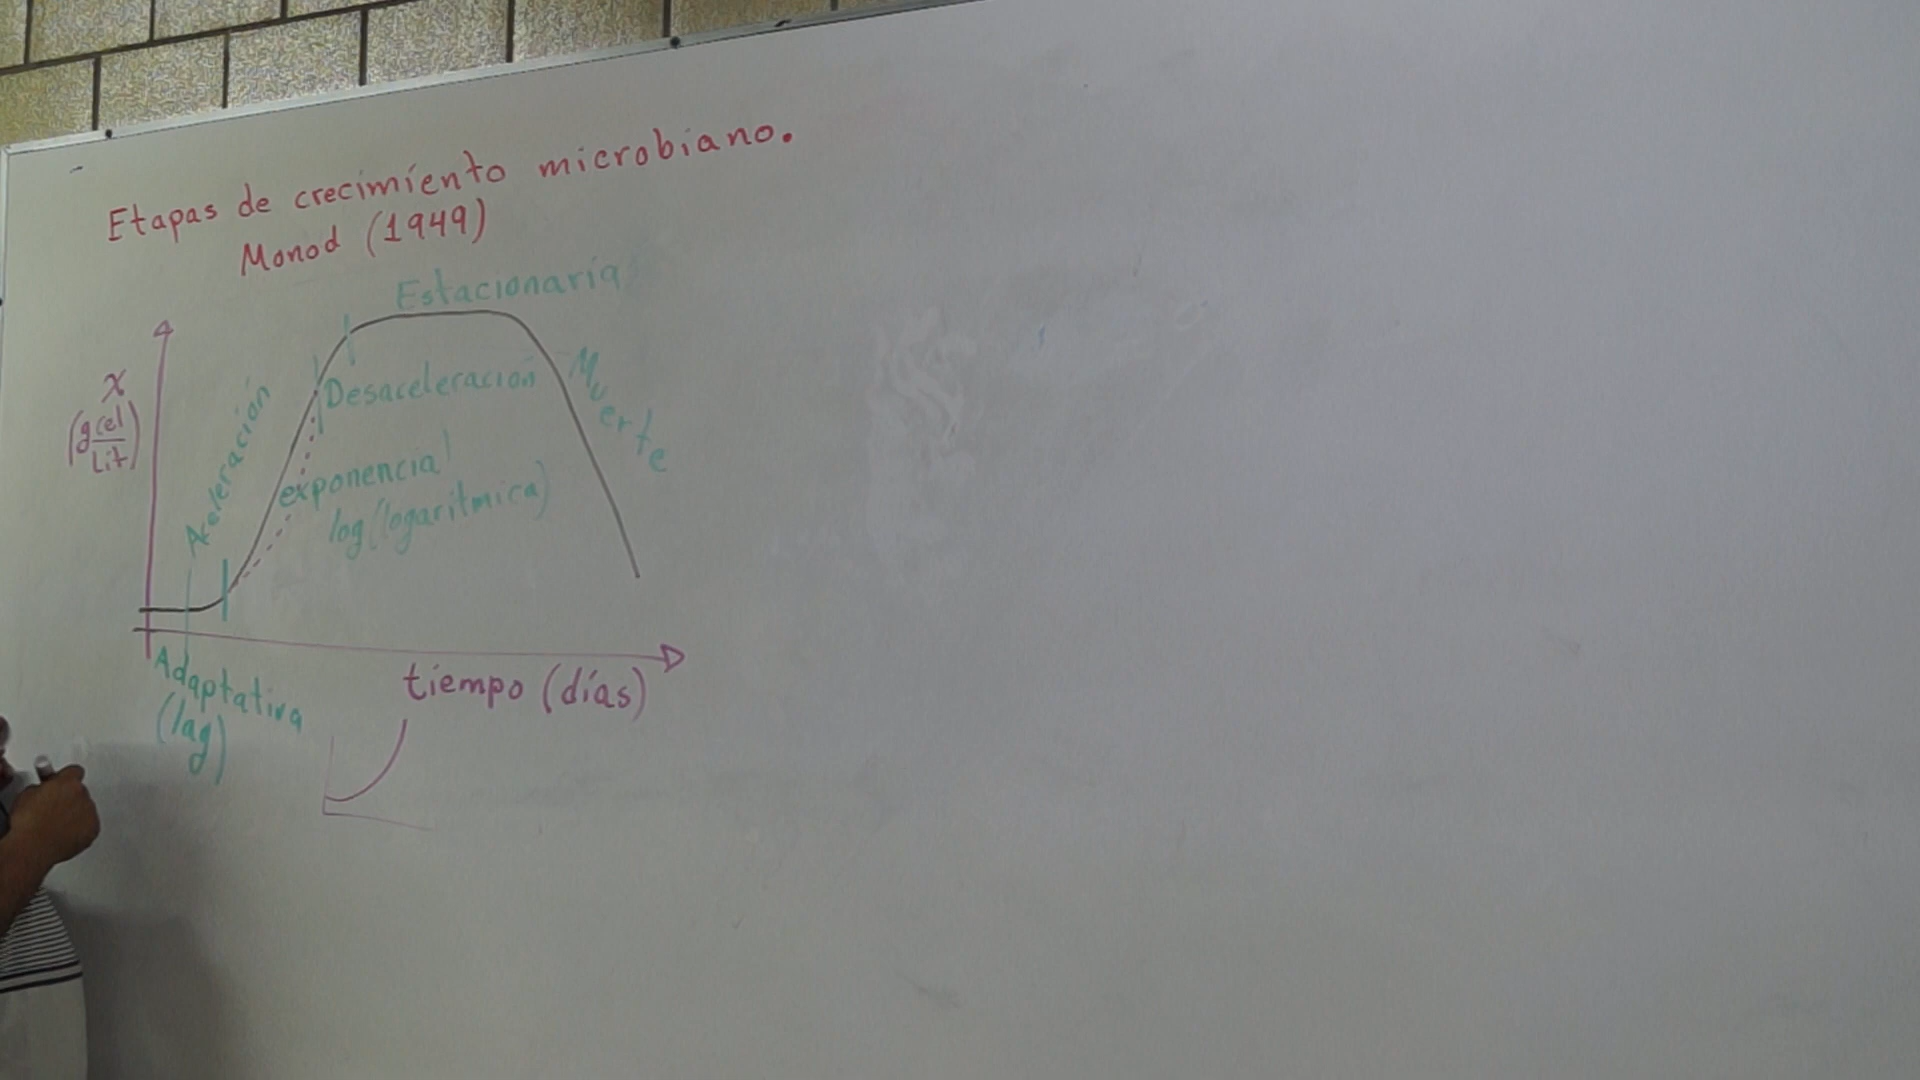 Etapas de crecimiento microbiano.
Monod (1949)
Estacionaria
x
(g cel/Lit)
Aceleración
Desaceleración
Muerte
exponencial
log (logarítmica)
Adaptativa
(lag)
tiempo (días)